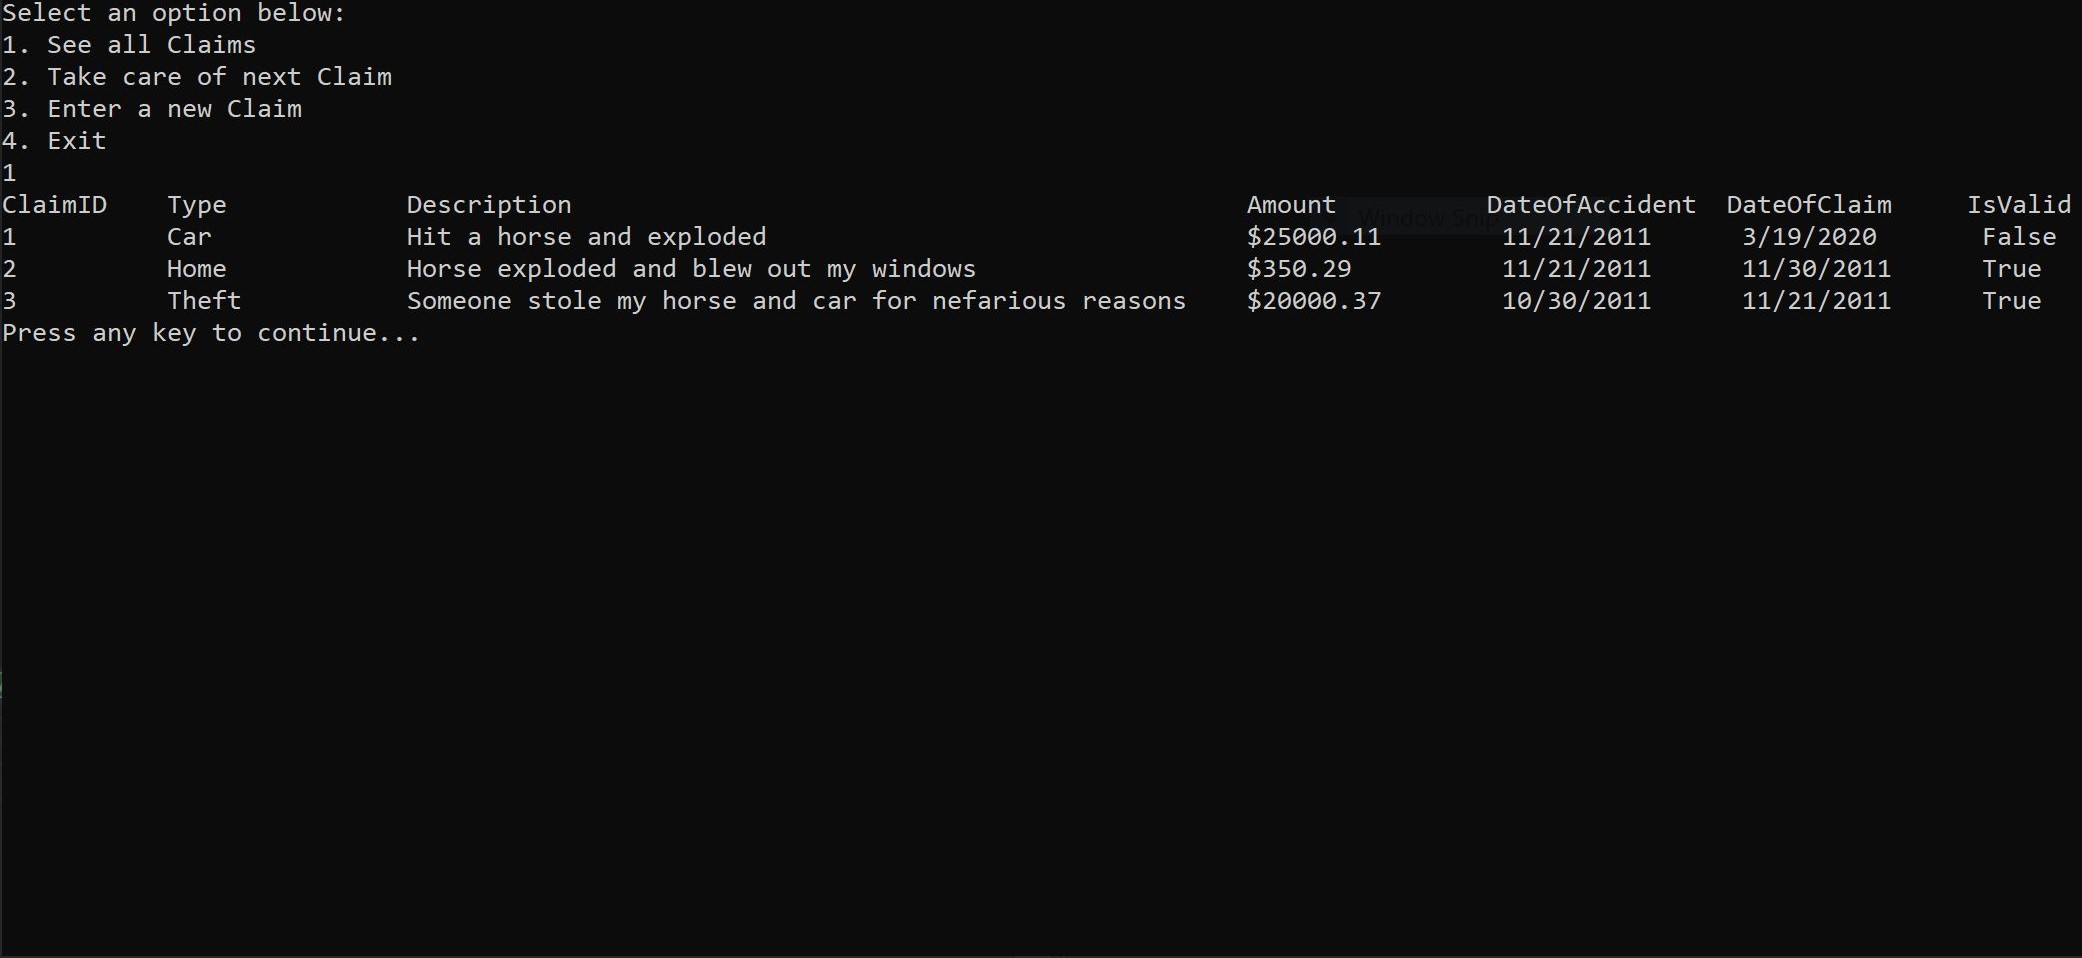 Select an option below:
1. See all Claims
2. Take care of next Claim
3. Enter a new Claim
4. Exit
1
ClaimID    Type            Description                                             Amount          DateOfAccident  DateOfClaim     IsValid
1          Car             Hit a horse and exploded                                $25000.11        11/21/2011      3/19/2020       False
2          Home            Horse exploded and blew out my windows                  $350.29          11/21/2011      11/30/2011      True
3          Theft           Someone stole my horse and car for nefarious reasons    $20000.37        10/30/2011      11/21/2011      True
Press any key to continue...
Window Snip